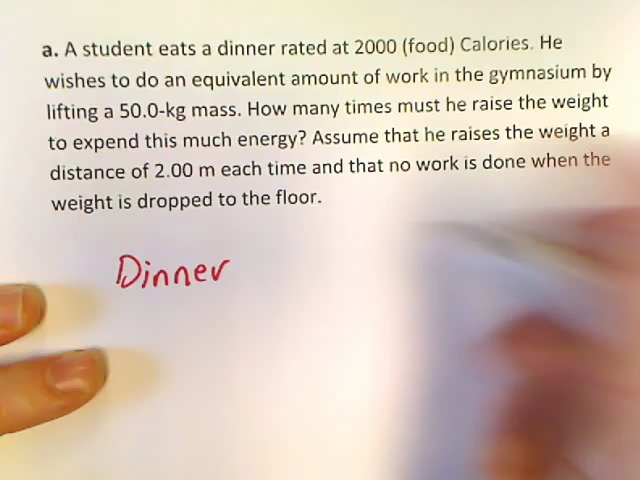 a. A student eats a dinner rated at 2000 (food) Calories. He
wishes to do an equivalent amount of work in the gymnasium by
lifting a 50.0-kg mass. How many times must he raise the weight
to expend this much energy? Assume that he raises the weight a
distance of 2.00 m each time and that no work is done when the
weight is dropped to the floor.
Dinner